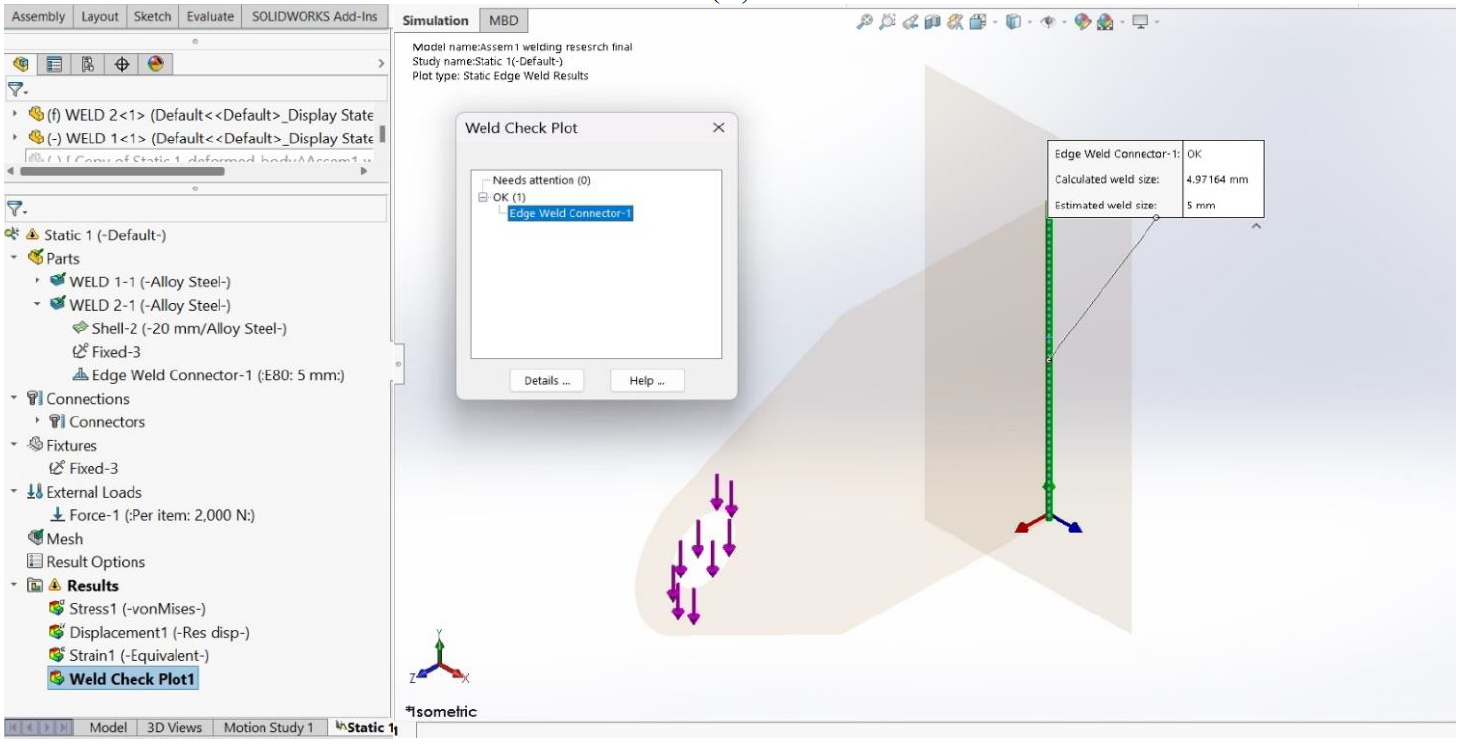 Assembly Layout Sketch Evaluate SOLIDWORKS Add-Ins Simulation MBD
Model name:Assem1 welding resesrch final
Study name:Static 1(-Default-)
Plot type: Static Edge Weld Results
(f) WELD 2<1> (Default<<Default>_Display State
(-) WELD 1<1> (Default<<Default>_Display State
Static 1 (-Default-)
Parts
WELD 1-1 (-Alloy Steel-)
WELD 2-1 (-Alloy Steel-)
Shell-2 (-20 mm/Alloy Steel-)
Fixed-3
Edge Weld Connector-1 (:E80: 5 mm:)
Connections
Connectors
Fixtures
Fixed-3
External Loads
Force-1 (:Per item: 2,000 N:)
Mesh
Result Options
Results
Stress1 (-vonMises-)
Displacement1 (-Res disp-)
Strain1 (-Equivalent-)
Weld Check Plot1
Model 3D Views Motion Study 1 Static 1
Weld Check Plot
Needs attention (0)
OK (1)
Edge Weld Connector-1
Details ... Help ...
Edge Weld Connector-1: OK
Calculated weld size: 4.97164 mm
Estimated weld size: 5 mm
Y
Z X
*Isometric